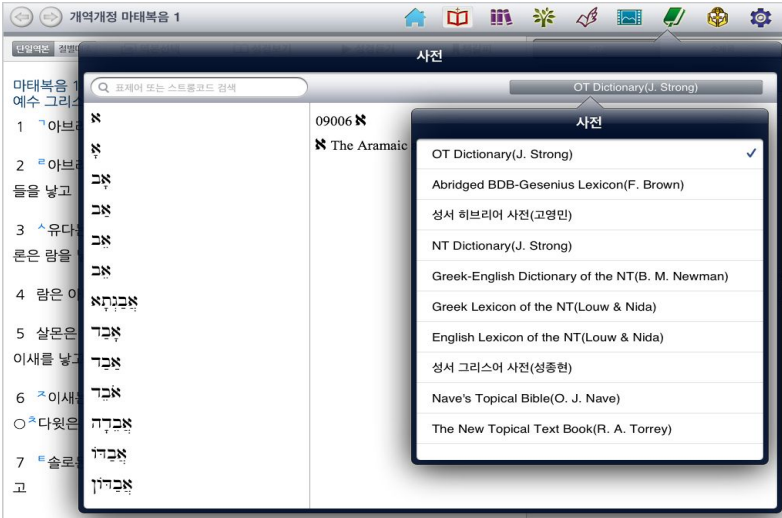 개역개정 마태복음 1
단일역본 절별
사전
표제어 또는 스트롱코드 검색
OT Dictionary(J. Strong)
마태복음 1
예수 그리스
1 ㄱ아브라
2 ㄹ아브라
들을 낳고
3 ㅅ유다는
론은 람을
4 람은 아
5 살몬은
이새를 낳고
6 ㅈ이새는
○ㅊ다윗은
7 ㅌ솔로몬
고
א
אָ
אָב
אַב
אֵב
אֵב
אֲבַגְתָא
אָבַד
אֲבַד
אֹבֵד
אֲבֵדָה
אֲבַדֹּו
אֲבַדּוֹן
09006 א
א The Aramaic
사전
OT Dictionary(J. Strong) ✓
Abridged BDB-Gesenius Lexicon(F. Brown)
성서 히브리어 사전(고영민)
NT Dictionary(J. Strong)
Greek-English Dictionary of the NT(B. M. Newman)
Greek Lexicon of the NT(Louw & Nida)
English Lexicon of the NT(Louw & Nida)
성서 그리스어 사전(성종현)
Nave's Topical Bible(O. J. Nave)
The New Topical Text Book(R. A. Torrey)